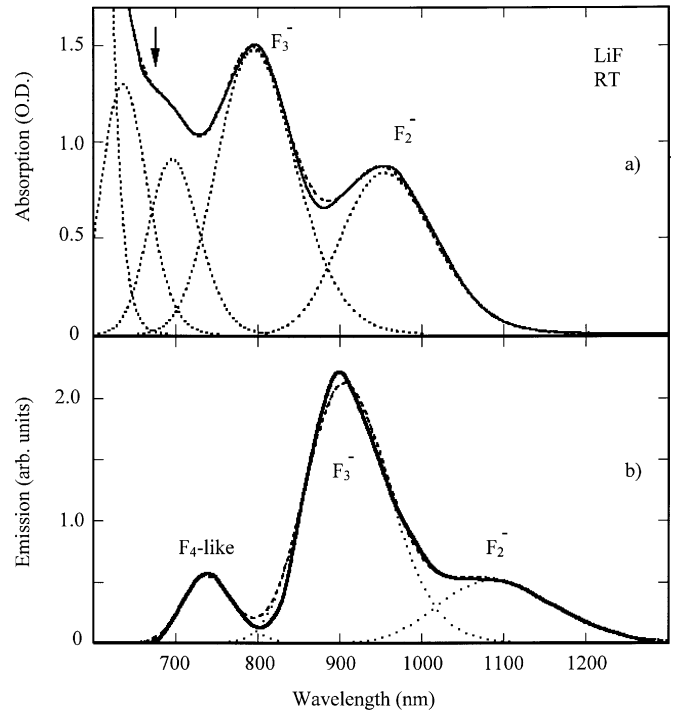 F3-
LiF
RT
F2-
a)
Absorption (O.D.)
1.5
1.0
0.5
0
F4-like
F3-
F2-
b)
Emission (arb. units)
2.0
1.0
0
700 800 900 1000 1100 1200
Wavelength (nm)